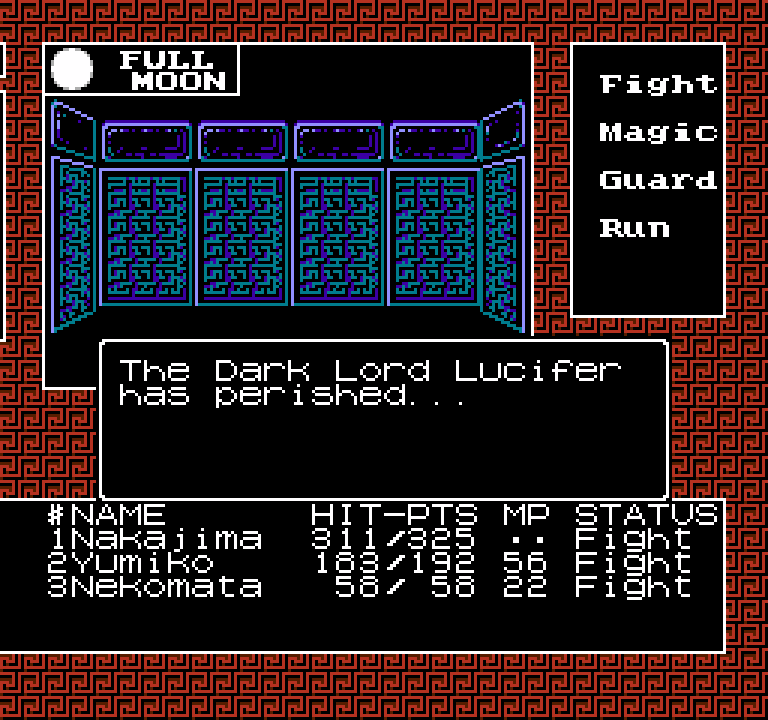 FULL
MOON
Fight
Magic
Guard
Run
The Dark Lord Lucifer
has perished...
#NAME HIT-PTS MP STATUS
1Nakajima 311/325 .. Fight
2Yumiko 183/192 56 Fight
3Nekomata 58/ 58 22 Fight